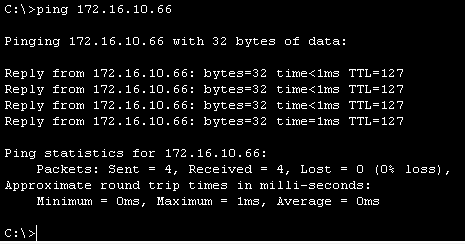 C:\>ping 172.16.10.66
Pinging 172.16.10.66 with 32 bytes of data:
Reply from 172.16.10.66: bytes=32 time<1ms TTL=127
Reply from 172.16.10.66: bytes=32 time<1ms TTL=127
Reply from 172.16.10.66: bytes=32 time<1ms TTL=127
Reply from 172.16.10.66: bytes=32 time=1ms TTL=127
Ping statistics for 172.16.10.66:
    Packets: Sent = 4, Received = 4, Lost = 0 (0% loss),
Approximate round trip times in milli-seconds:
    Minimum = 0ms, Maximum = 1ms, Average = 0ms
C:\>